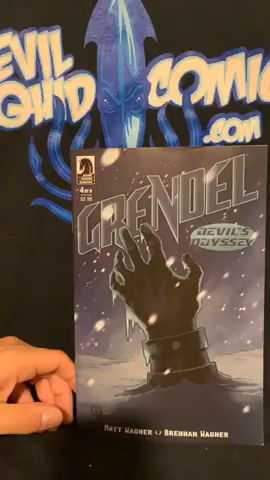 EVIL
SQUID COMICS
.COM
#4 OF 8
$3.99
GRENDEL
DEVIL'S
ODYSSEY
MATT WAGNER BRENNAN WAGNER